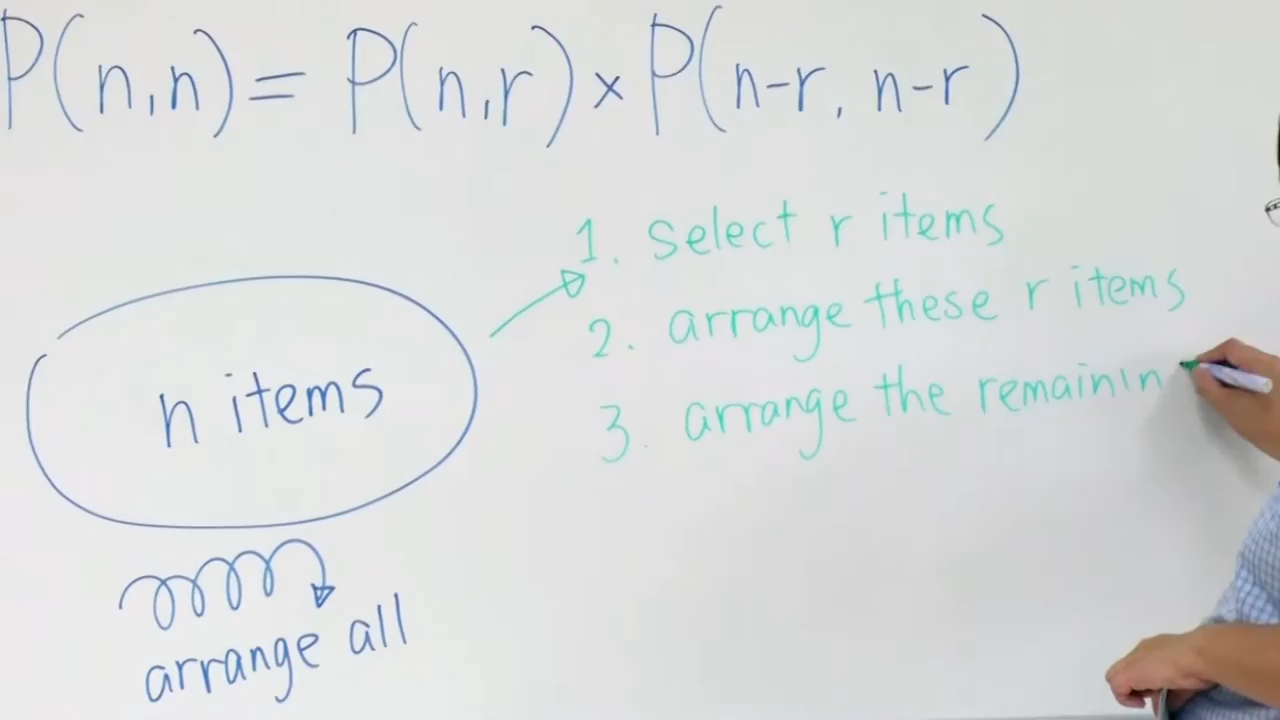 P(n,n) = P(n,r) × P(n-r, n-r)
1. Select r items
2. arrange these r items
3. arrange the remainin
n items
arrange all